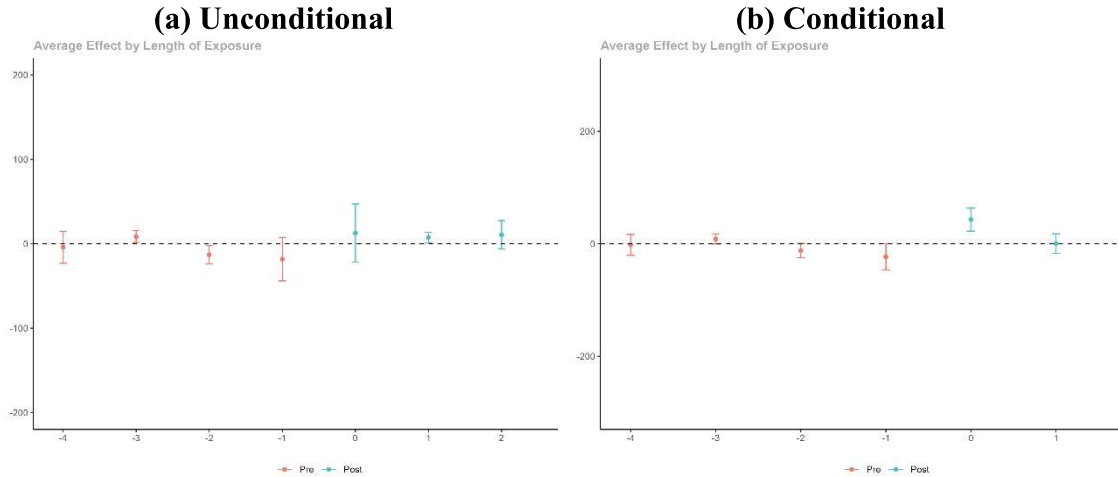 (a) Unconditional
Average Effect by Length of Exposure
200
100
0
-100
-200
-4 -3 -2 -1 0 1 2
Pre Post
(b) Conditional
Average Effect by Length of Exposure
200
0
-200
-4 -3 -2 -1 0 1
Pre Post